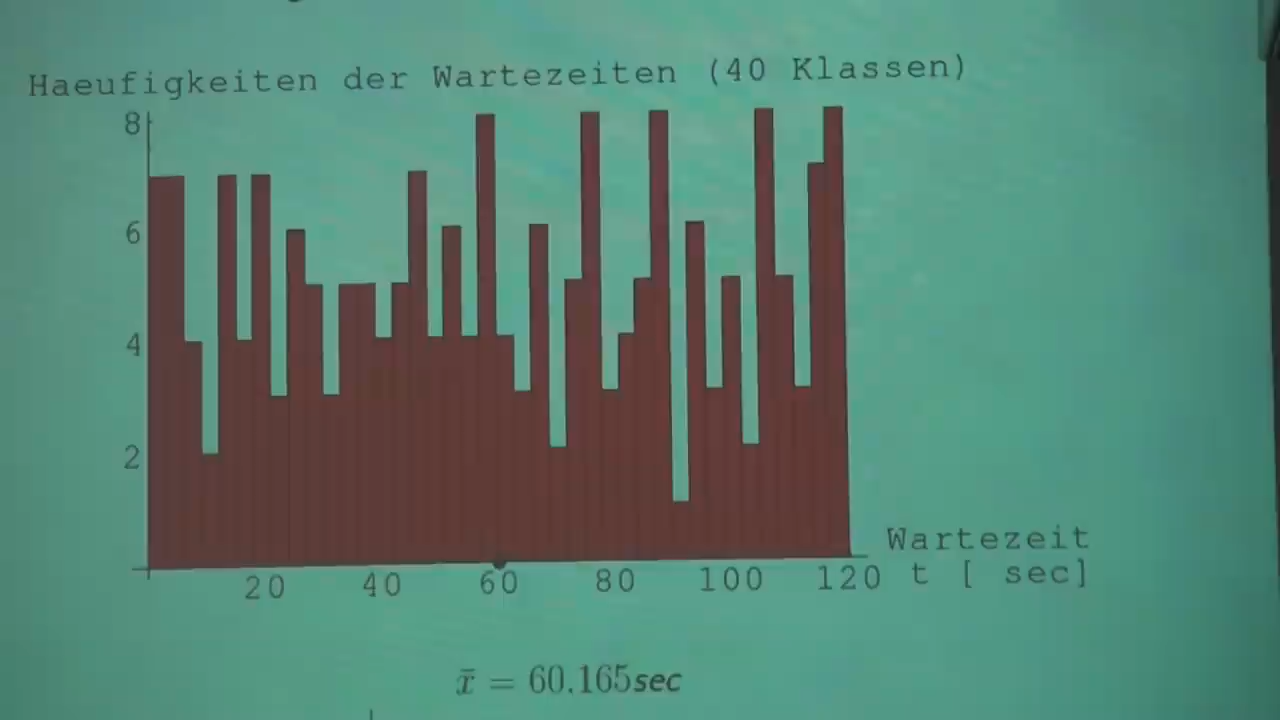 Haeufigkeiten der Wartezeiten (40 Klassen)
8
6
4
2
20 40 60 80 100 120
Wartezeit
t [ sec]
x̄ = 60.165sec